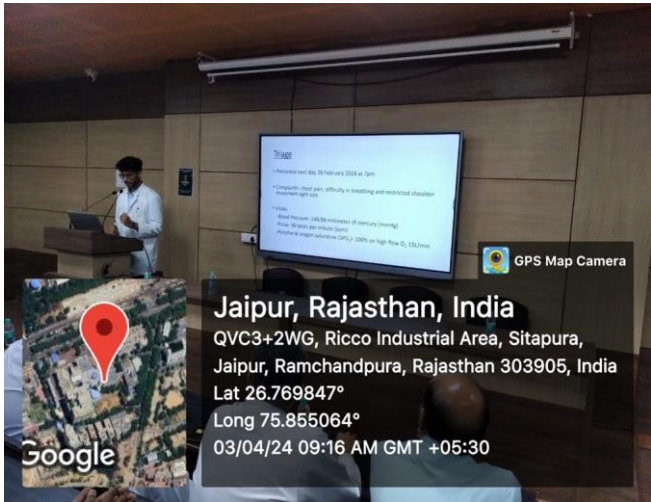 Triage
• Presented next day, 26 February 2024 at 7pm
• Complaints: chest pain, difficulty in breathing and restricted shoulder
movement right side
• Vitals:
Blood Pressure- 140/90 millimeter of mercury (mmHg)
Pulse- 90 beats per minute (bpm)
Peripheral oxygen saturation (SPO2)- 100% on high flow O2 15L/min
GPS Map Camera
Jaipur, Rajasthan, India
QVC3+2WG, Ricco Industrial Area, Sitapura,
Jaipur, Ramchandpura, Rajasthan 303905, India
Lat 26.769847°
Long 75.855064°
03/04/24 09:16 AM GMT +05:30
Google